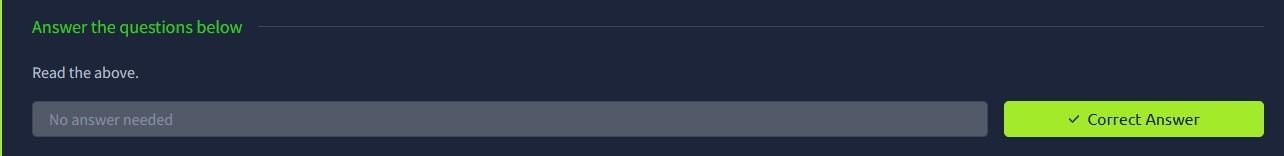 Answer the questions below
Read the above.
No answer needed
Correct Answer